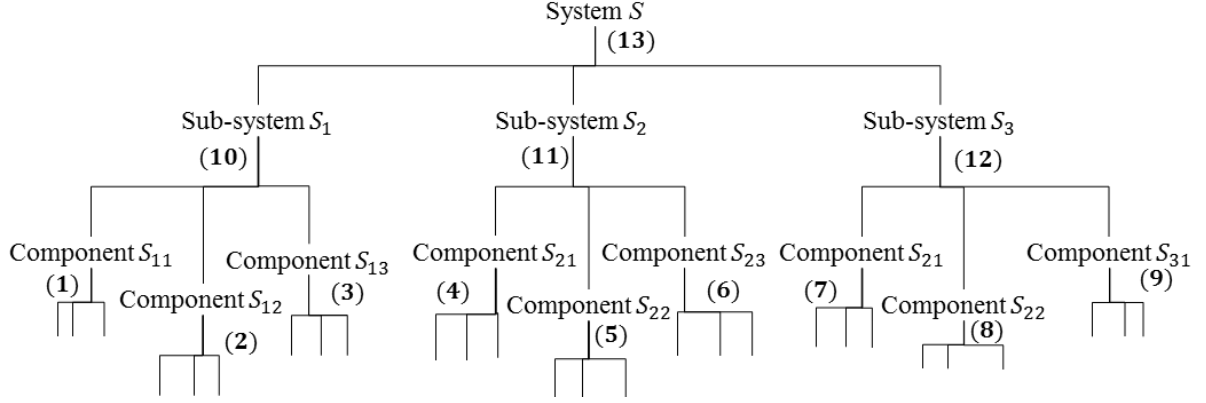 System S
(13)
Sub-system S₁
Sub-system S₂
Sub-system S₃
(10)
(11)
(12)
Component S₁₁
Component S₁₃
Component S₂₁
Component S₂₃
Component S₂₁
Component S₃₁
(1)
(3)
(4)
(6)
(7)
(9)
Component S₁₂
Component S₂₂
Component S₂₂
(2)
(5)
(8)